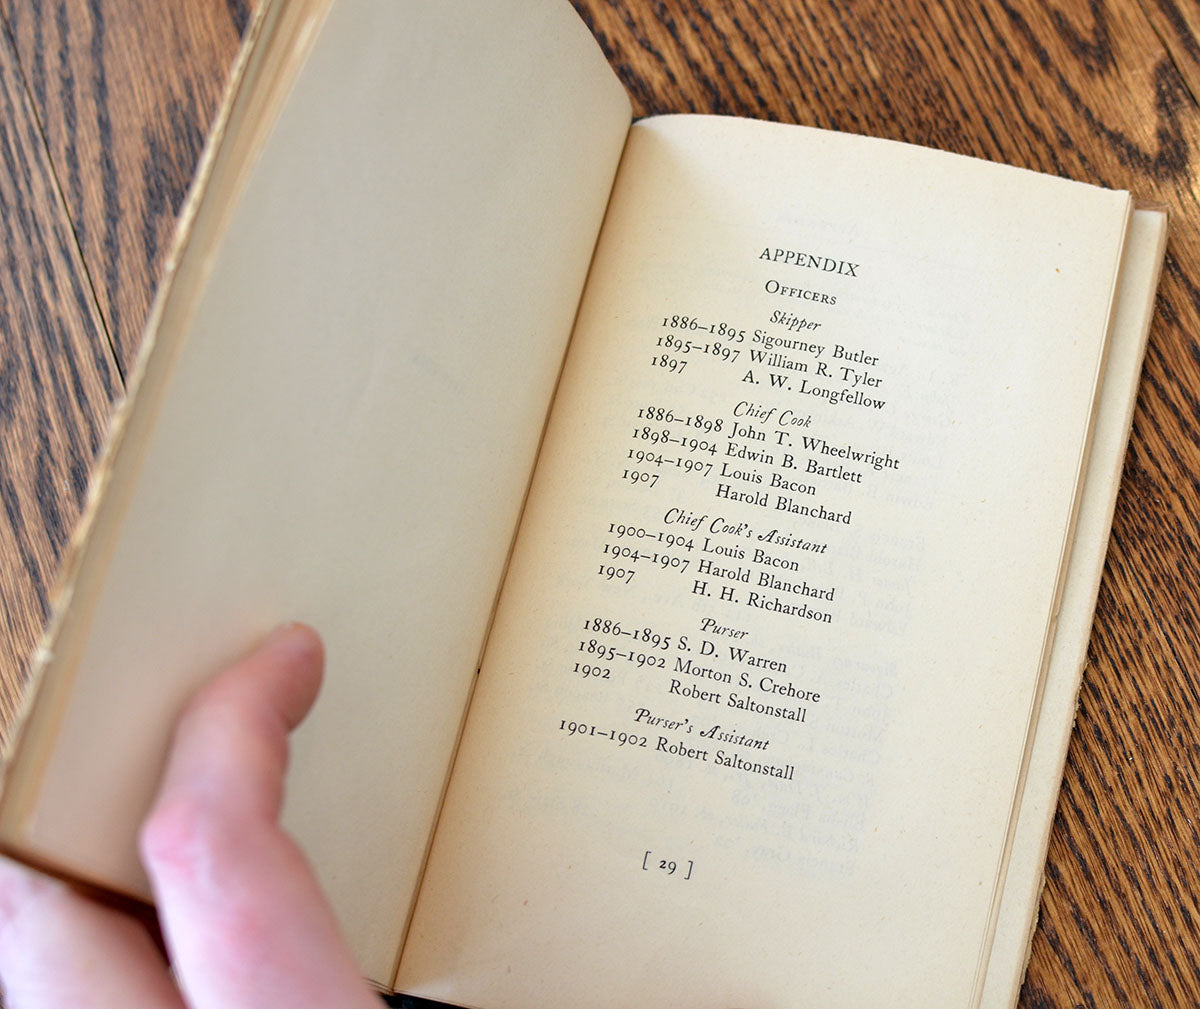 APPENDIX
Officers
Skipper
1886–1895 Sigourney Butler
1895–1897 William R. Tyler
1897 A. W. Longfellow
Chief Cook
1886–1898 John T. Wheelwright
1898–1904 Edwin B. Bartlett
1904–1907 Louis Bacon
1907 Harold Blanchard
Chief Cook's Assistant
1900–1904 Louis Bacon
1904–1907 Harold Blanchard
1907 H. H. Richardson
Purser
1886–1895 S. D. Warren
1895–1902 Morton S. Crehore
1902 Robert Saltonstall
Purser's Assistant
1901–1902 Robert Saltonstall
[ 29 ]